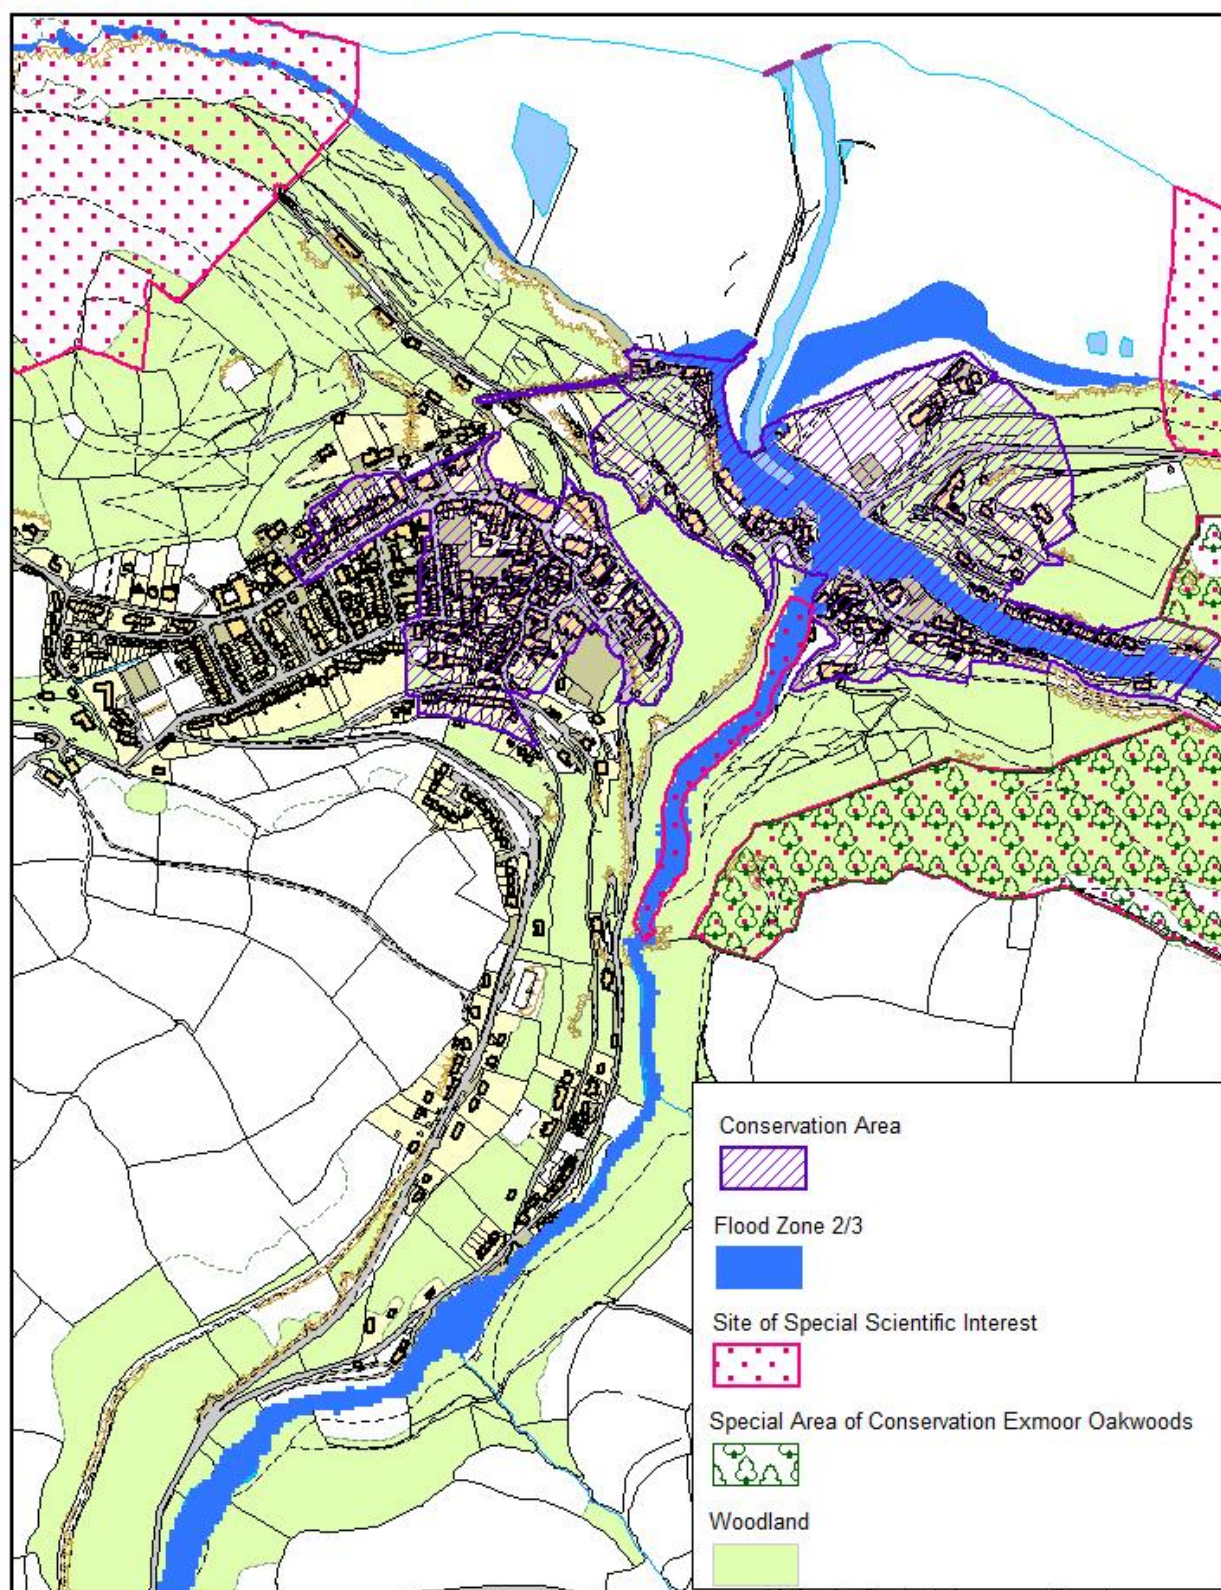 Conservation Area
Flood Zone 2/3
Site of Special Scientific Interest
Special Area of Conservation Exmoor Oakwoods
Woodland